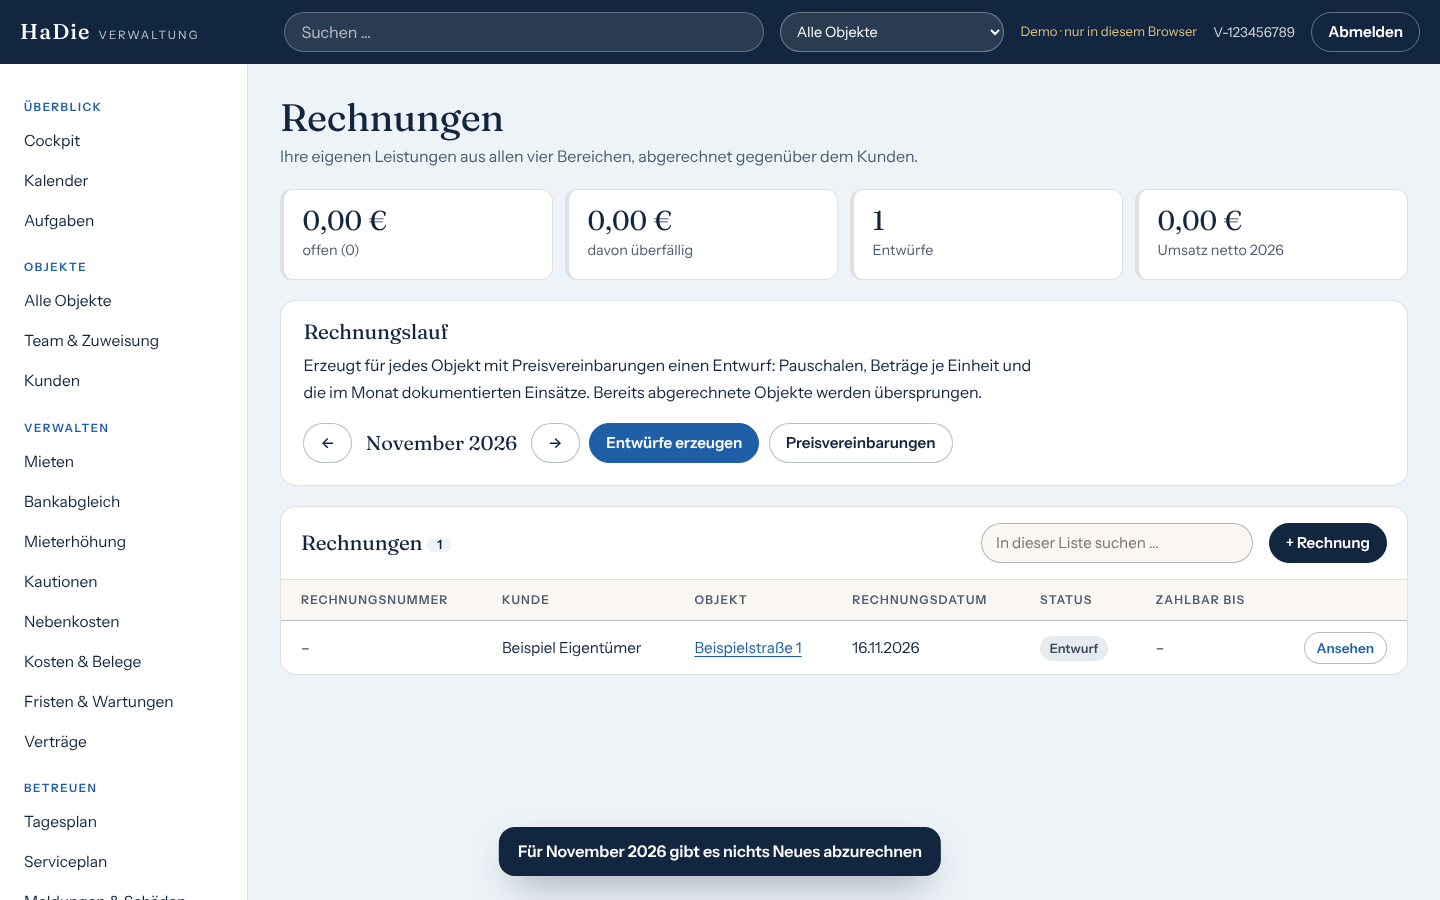 HaDie VERWALTUNG
Suchen ...
Alle Objekte
Demo · nur in diesem Browser
V-123456789
Abmelden
ÜBERBLICK
Cockpit
Kalender
Aufgaben
OBJEKTE
Alle Objekte
Team & Zuweisung
Kunden
VERWALTEN
Mieten
Bankabgleich
Mieterhöhung
Kautionen
Nebenkosten
Kosten & Belege
Fristen & Wartungen
Verträge
BETREUEN
Tagesplan
Serviceplan
Meldungen & Schäden
Rechnungen
Ihre eigenen Leistungen aus allen vier Bereichen, abgerechnet gegenüber dem Kunden.
0,00 €
offen (0)
0,00 €
davon überfällig
1
Entwürfe
0,00 €
Umsatz netto 2026
Rechnungslauf
Erzeugt für jedes Objekt mit Preisvereinbarungen einen Entwurf: Pauschalen, Beträge je Einheit und
die im Monat dokumentierten Einsätze. Bereits abgerechnete Objekte werden übersprungen.
← November 2026 → Entwürfe erzeugen Preisvereinbarungen
Rechnungen 1
In dieser Liste suchen ...
+ Rechnung
RECHNUNGSNUMMER KUNDE OBJEKT RECHNUNGSDATUM STATUS ZAHLBAR BIS
– Beispiel Eigentümer Beispielstraße 1 16.11.2026 Entwurf – Ansehen
Für November 2026 gibt es nichts Neues abzurechnen